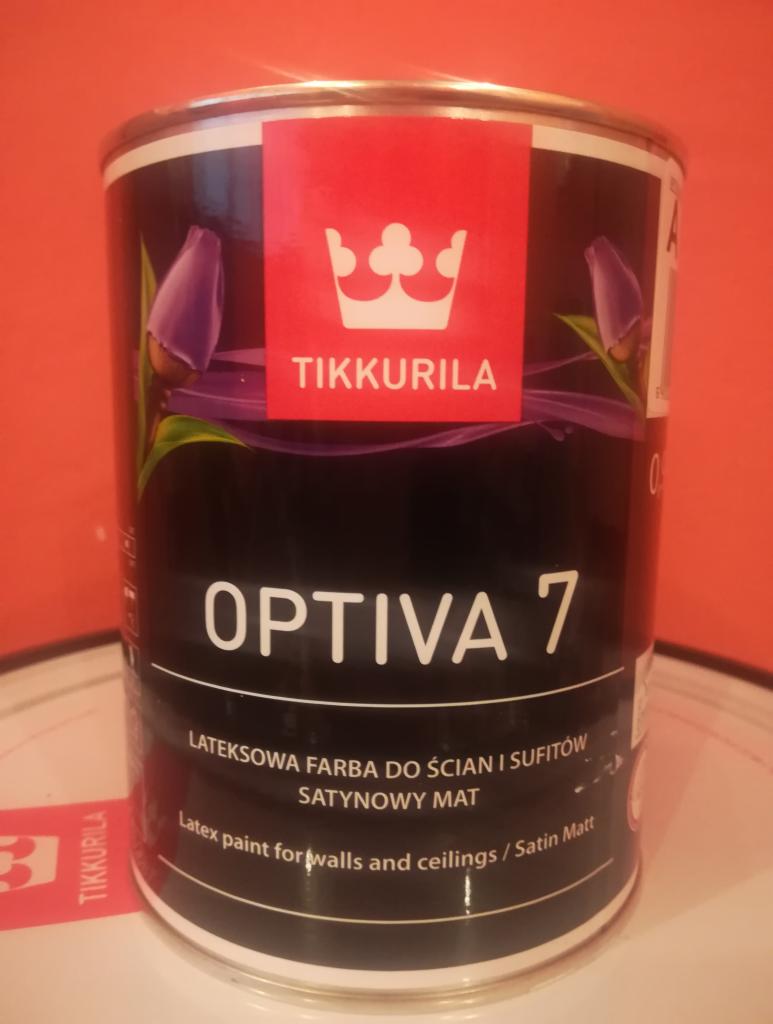 TIKKURILA
OPTIVA 7
LATEKSOWA FARBA DO ŚCIAN I SUFITÓW
SATYNOWY MAT
Latex paint for walls and ceilings / Satin Matt
TIKKURILA